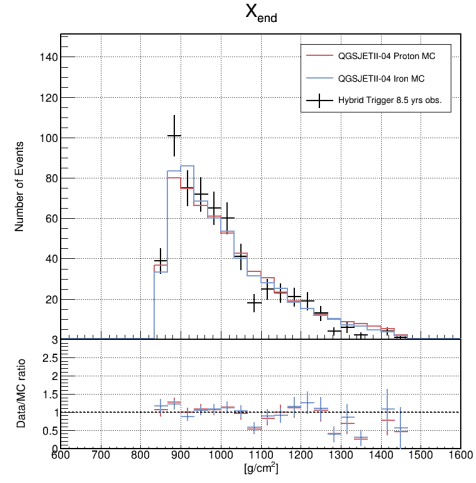 X_end
QGSJETII-04 Proton MC
QGSJETII-04 Iron MC
Hybrid Trigger 8.5 yrs obs.
Number of Events
140
120
100
80
60
40
20
Data/MC ratio
3
2.5
2
1.5
1
0.5
0
600 700 800 900 1000 1100 1200 1300 1400 1500 1600
[g/cm²]